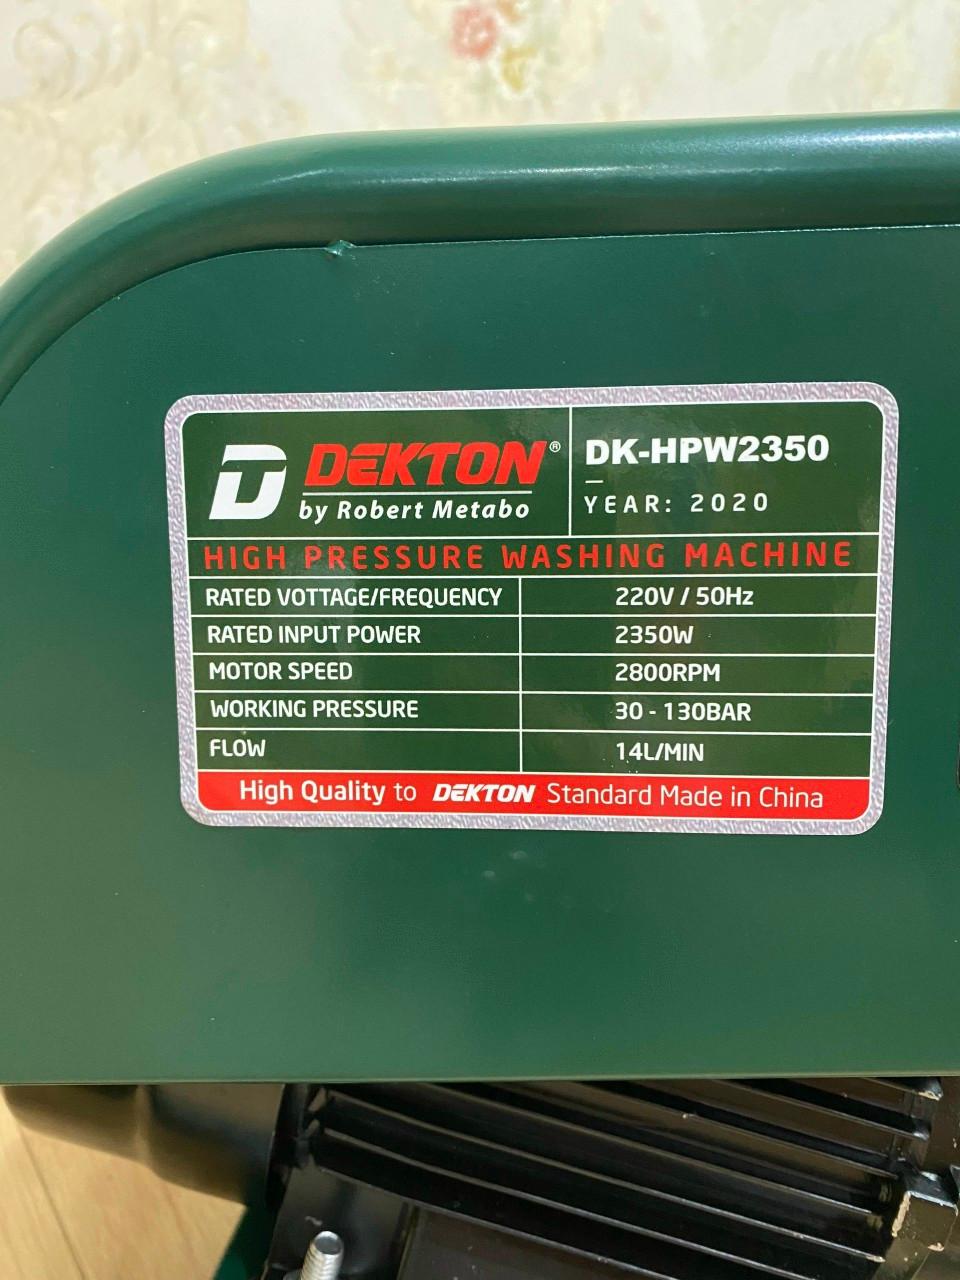 DEKTON®
by Robert Metabo
DK-HPW2350
YEAR: 2020
HIGH PRESSURE WASHING MACHINE
RATED VOTTAGE/FREQUENCY 220V / 50Hz
RATED INPUT POWER 2350W
MOTOR SPEED 2800RPM
WORKING PRESSURE 30 - 130BAR
FLOW 14L/MIN
High Quality to DEKTON Standard Made in China